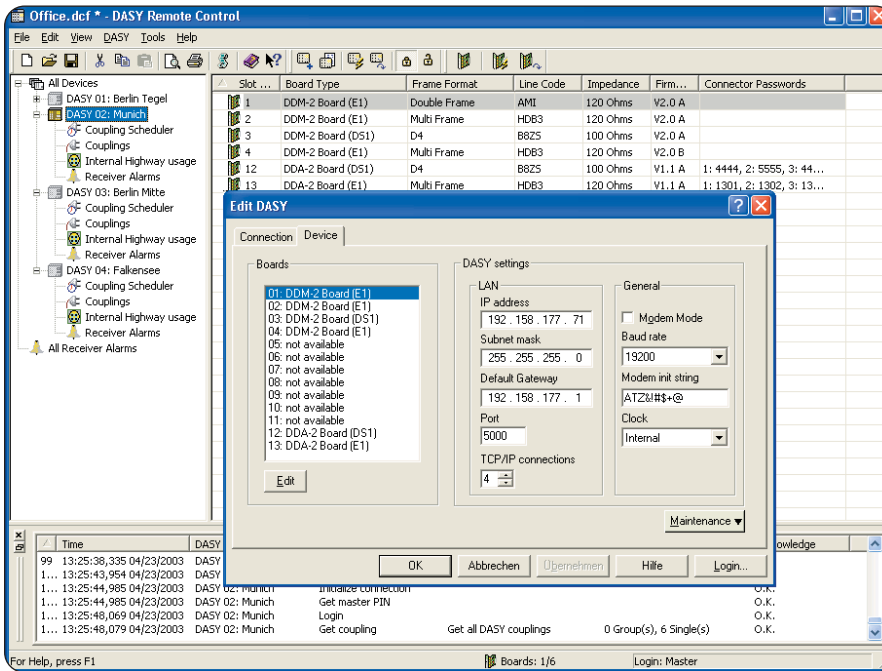 Office.dcf * - DASY Remote Control
File Edit View DASY Tools Help
Slot ... Board Type Frame Format Line Code Impedance Firm... Connector Passwords
1 DDM-2 Board (E1) Double Frame AMI 120 Ohms V2.0 A
2 DDM-2 Board (E1) Multi Frame HDB3 120 Ohms V2.0 A
3 DDM-2 Board (DS1) D4 B8ZS 100 Ohms V2.0 A
4 DDM-2 Board (E1) Multi Frame HDB3 120 Ohms V2.0 B
12 DDA-2 Board (DS1) D4 B8ZS 100 Ohms V1.1 A 1: 4444, 2: 5555, 3: 44...
13 DDA-2 Board (E1) Multi Frame HDB3 120 Ohms V1.1 A 1: 1301, 2: 1302, 3: 13...
All Devices
DASY 01: Berlin Tegel
DASY 02: Munich
Coupling Scheduler
Couplings
Internal Highway usage
Receiver Alarms
DASY 03: Berlin Mitte
Coupling Scheduler
Couplings
Internal Highway usage
Receiver Alarms
DASY 04: Falkensee
Coupling Scheduler
Couplings
Internal Highway usage
Receiver Alarms
All Receiver Alarms
Edit DASY
Connection Device
Boards
01: DDM-2 Board (E1)
02: DDM-2 Board (E1)
03: DDM-2 Board (DS1)
04: DDM-2 Board (E1)
05: not available
06: not available
07: not available
08: not available
09: not available
10: not available
11: not available
12: DDA-2 Board (DS1)
13: DDA-2 Board (E1)
Edit
DASY settings
LAN
IP address
192 . 158 . 177 . 71
Subnet mask
255 . 255 . 255 . 0
Default Gateway
192 . 158 . 177 . 1
Port
5000
TCP/IP connections
4
General
Modem Mode
Baud rate
19200
Modem init string
ATZ&!#$+@
Clock
Internal
Maintenance
OK Abbrechen Übernehmen Hilfe Login...
Time DASY owledge
99 13:25:38,335 04/23/2003 DASY
1... 13:25:43,954 04/23/2003 DASY
1... 13:25:44,985 04/23/2003 DASY 02: Munich Initialize connection O.K.
1... 13:25:44,985 04/23/2003 DASY 02: Munich Get master PIN O.K.
1... 13:25:48,069 04/23/2003 DASY 02: Munich Login O.K.
1... 13:25:48,079 04/23/2003 DASY 02: Munich Get coupling Get all DASY couplings 0 Group(s), 6 Single(s) O.K.
For Help, press F1 Boards: 1/6 Login: Master